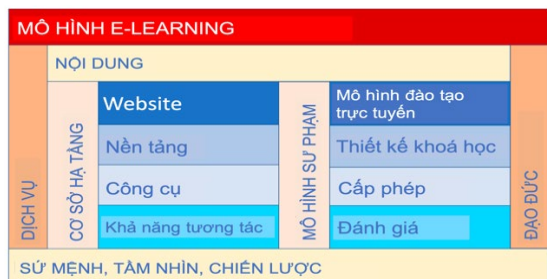 MÔ HÌNH E-LEARNING
NỘI DUNG
DỊCH VỤ
CƠ SỞ HẠ TẦNG
Website
Nền tảng
Công cụ
Khả năng tương tác
MÔ HÌNH SƯ PHẠM
Mô hình đào tạo
trực tuyến
Thiết kế khoá học
Cấp phép
Đánh giá
ĐẠO ĐỨC
SỨ MỆNH, TẦM NHÌN, CHIẾN LƯỢC